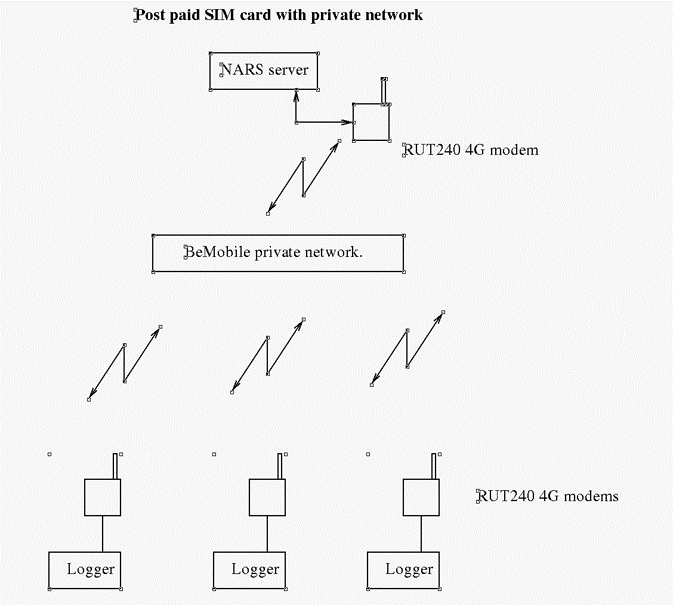 Post paid SIM card with private network
NARS server
RUT240 4G modem
BeMobile private network.
RUT240 4G modems
Logger
Logger
Logger